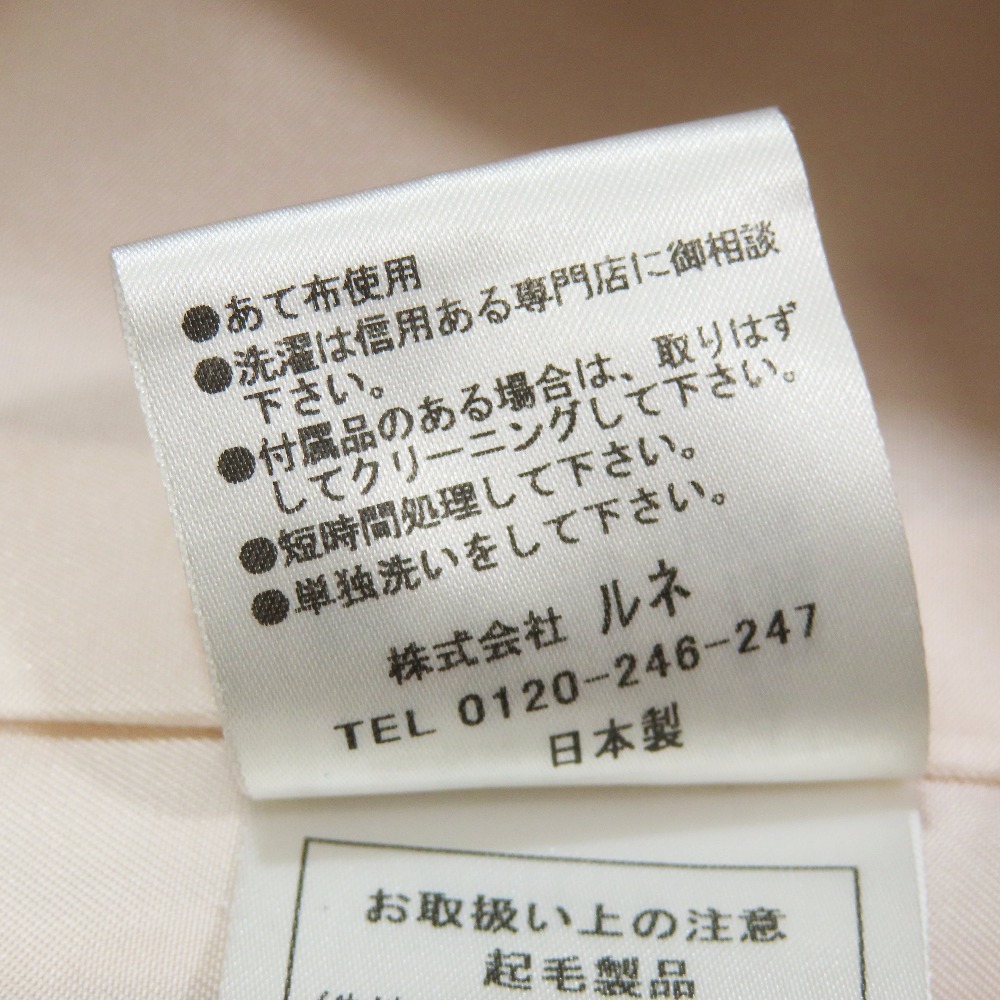 ●あて布使用
●洗濯は信用ある専門店に御相談
下さい。
●付属品のある場合は、取りはず
してクリーニングして下さい。
●短時間処理して下さい。
●単独洗いをして下さい。
株式会社 ルネ
TEL 0120-246-247
日本製
お取扱い上の注意
起毛製品